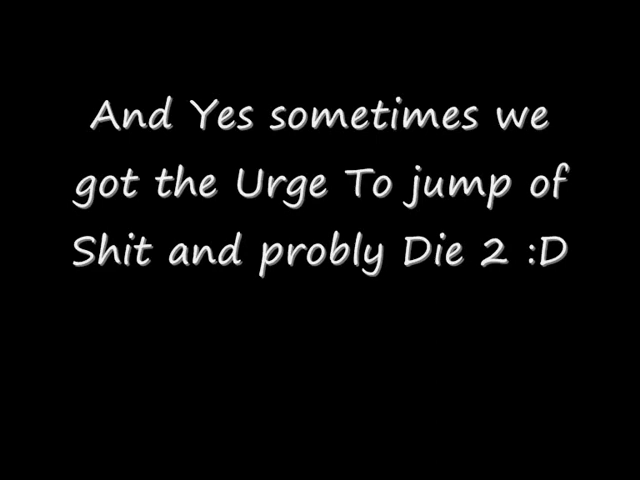 And Yes sometimes we
got the Urge To jump of
Shit and probly Die 2 :D